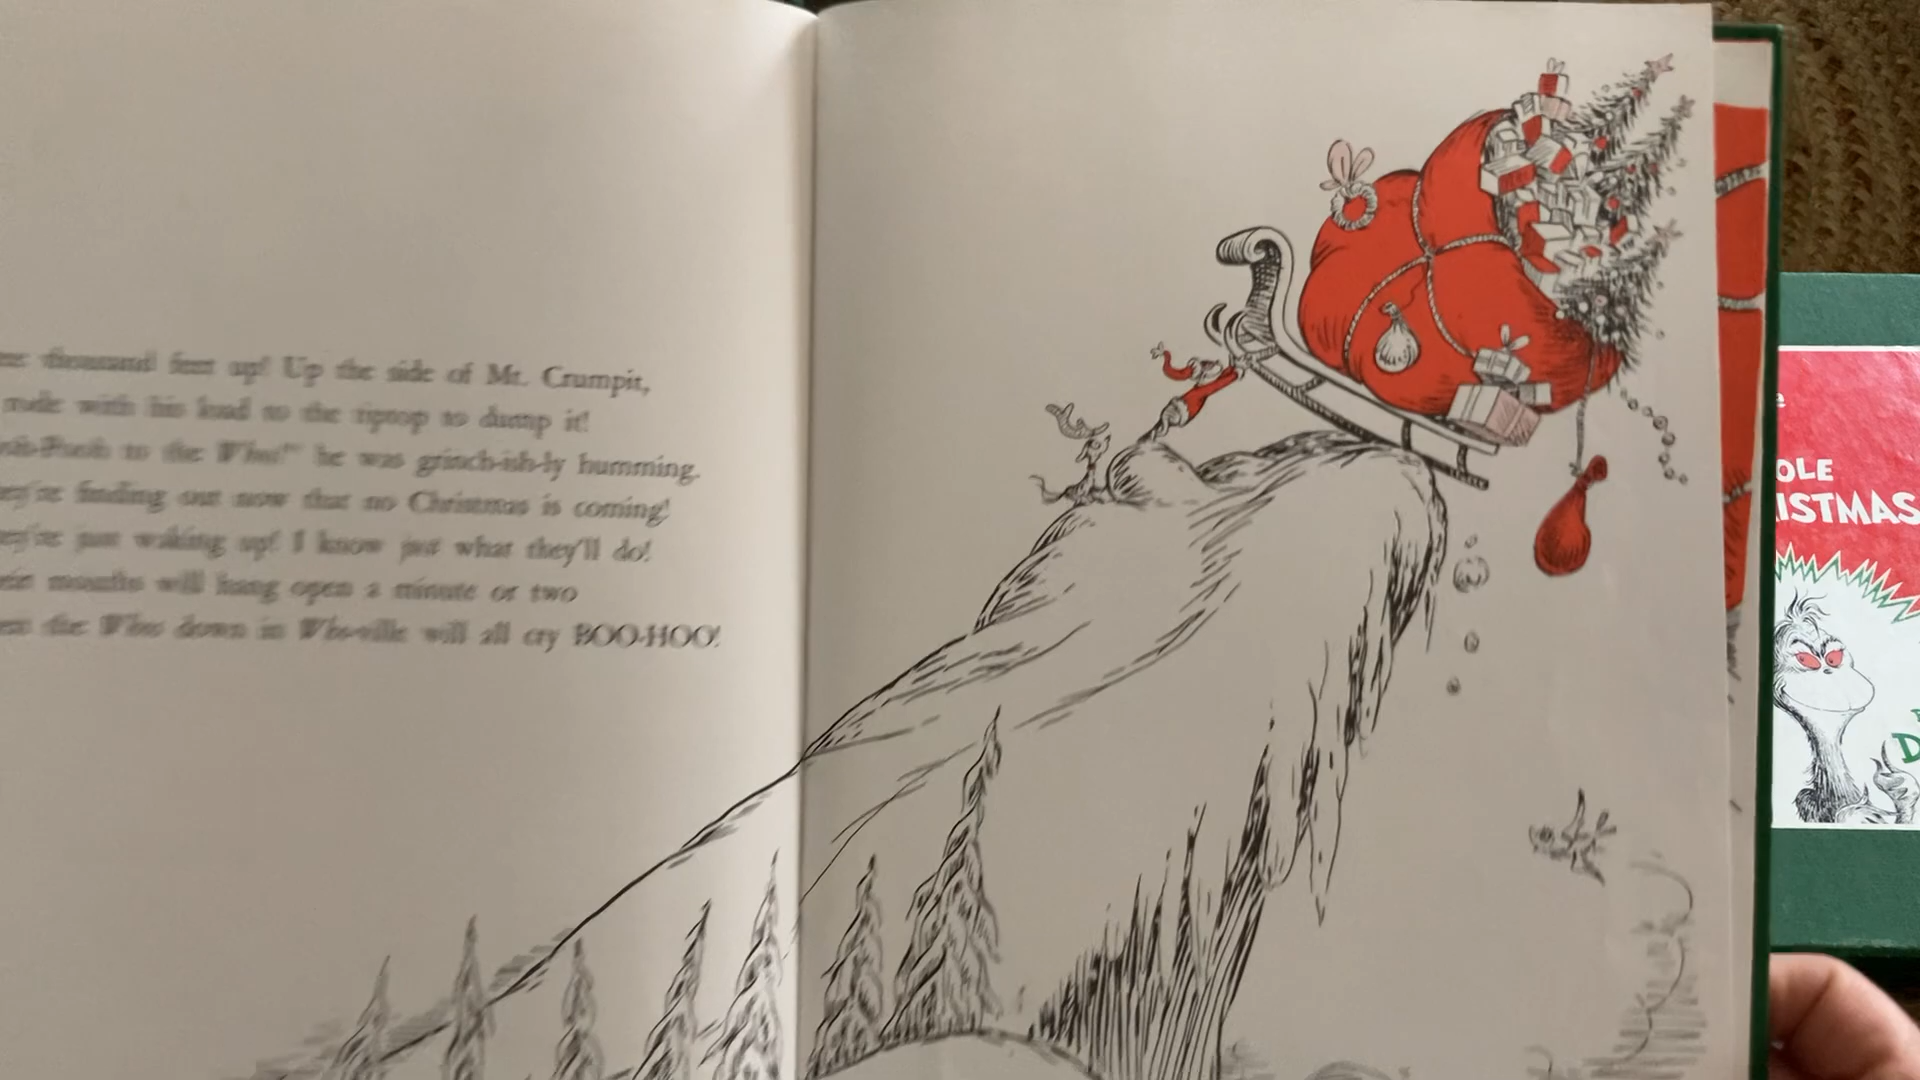 thousand feet up! Up the side of Mt. Crumpit,
rode with his load to the tiptop to dump it!
to the Whos!" he was grinch-ish-ly humming.
finding out now that no Christmas is coming!
just waking up! I know just what they'll do!
mouths will hang open a minute or two
the Whos down in Who-ville will all cry BOO-HOO!
OLE
ISTMAS
D